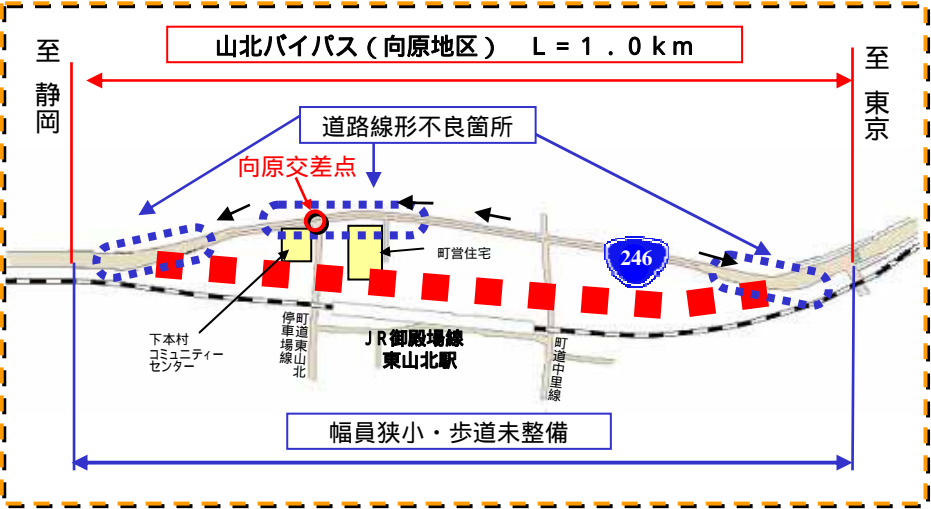 山北バイパス(向原地区) L=1.0km
至 静岡
至 東京
道路線形不良箇所
向原交差点
町営住宅
246
下本村
コミュニティー
センター
町道東山北
停車場線
JR御殿場線
東山北駅
町道中里線
幅員狭小・歩道未整備